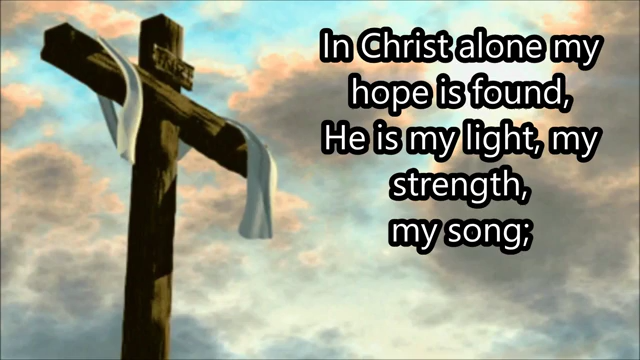 In Christ alone my
hope is found,
He is my light, my
strength,
my song;